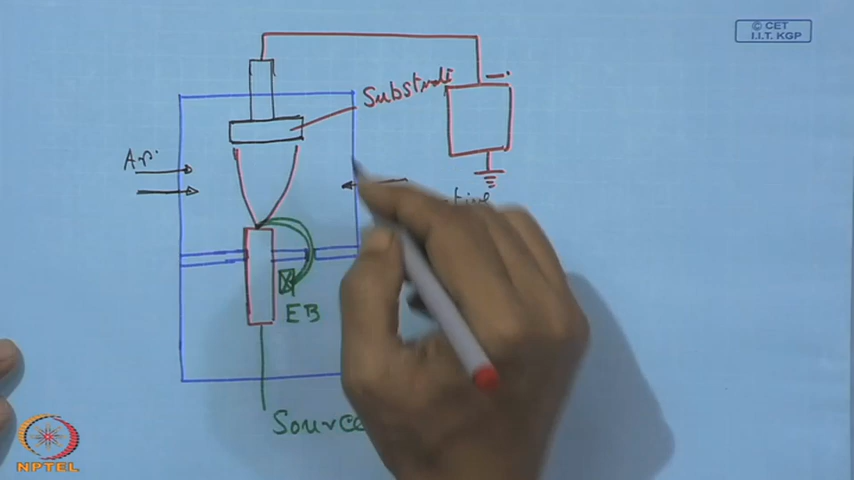 © CET
I.I.T. KGP
Substrate
Ar
EB
Source
NPTEL